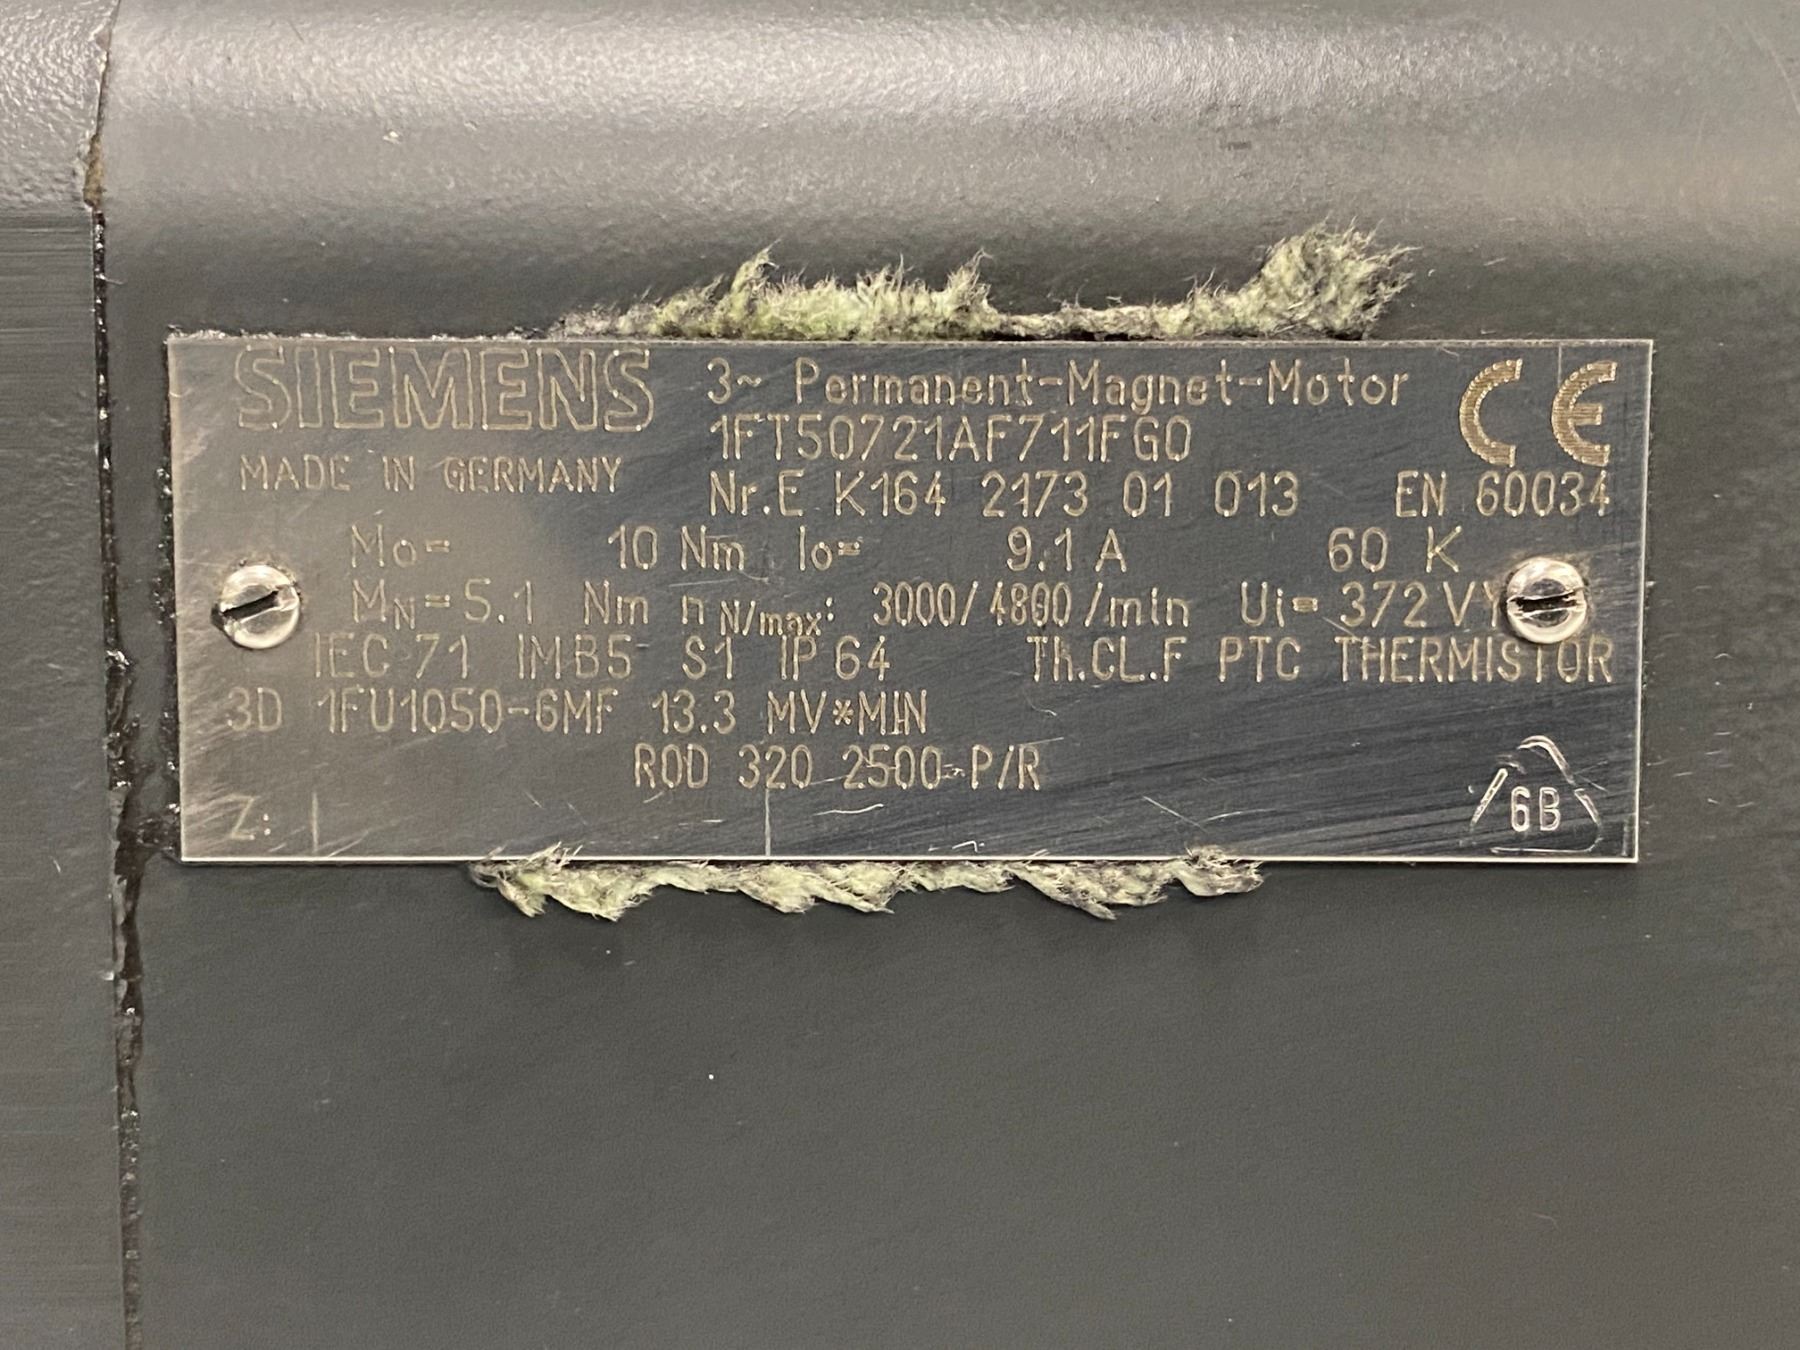 SIEMENS
MADE IN GERMANY
3~ Permanent-Magnet-Motor
1FT50721AF711FG0
CE
Nr.E K164 2173 01 013 EN 60034
Mo= 10 Nm Io= 9.1 A 60 K
MN=5.1 Nm n N/max: 3000/4800/min Ui= 372VY
IEC 71 IMB5 S1 IP 64 Th.CL.F PTC THERMISTOR
3D 1FU1050-6MF 13.3 MV*MIN
ROD 320 2500-P/R
Z:
6B